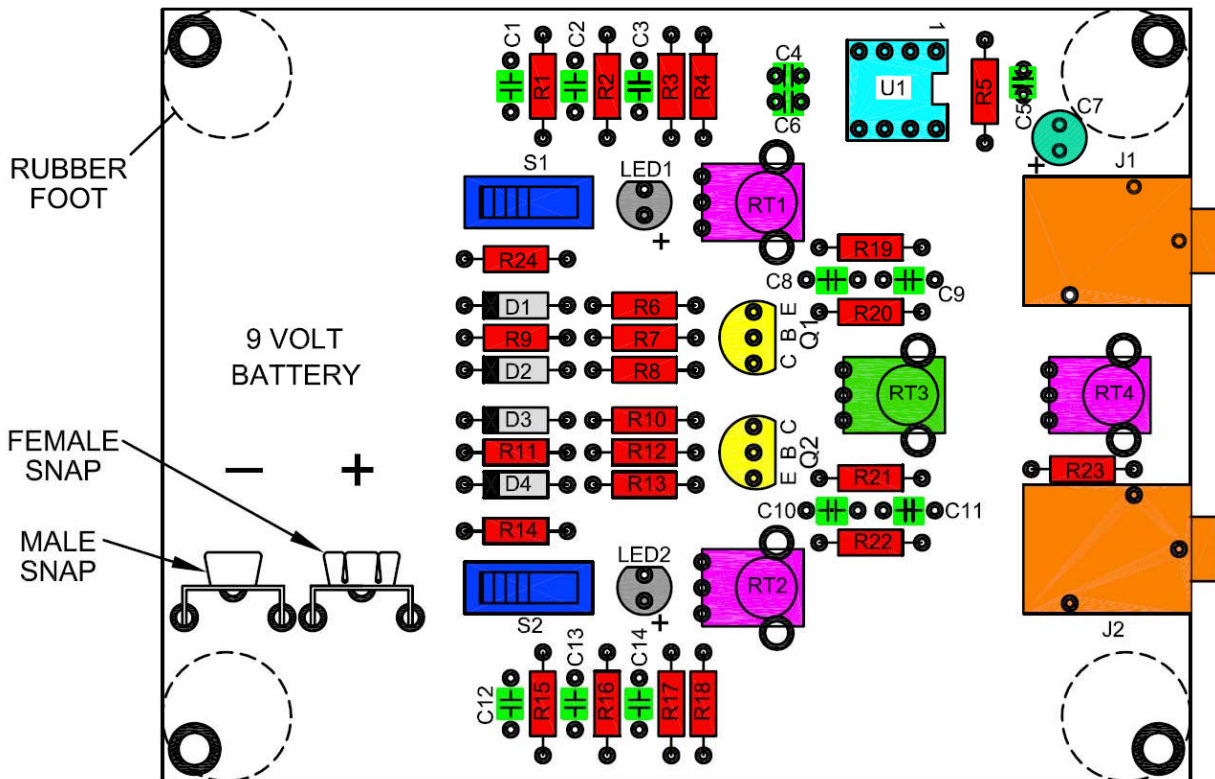 C1
C2
C3
R1
R2
R3
R4
C4
C6
U1
1
R5
C5
C7
+
J1
RUBBER
FOOT
S1
LED1
+
RT1
R24
R19
C8
C9
R20
D1
R6
R9
R7
D2
R8
E
B
C
Q1
9 VOLT
BATTERY
RT3
RT4
D3
R10
R11
R12
D4
R13
C
B
E
Q2
FEMALE
SNAP
− +
R21
R23
C10
C11
R22
R14
MALE
SNAP
LED2
+
RT2
S2
J2
C12
C13
C14
R15
R16
R17
R18